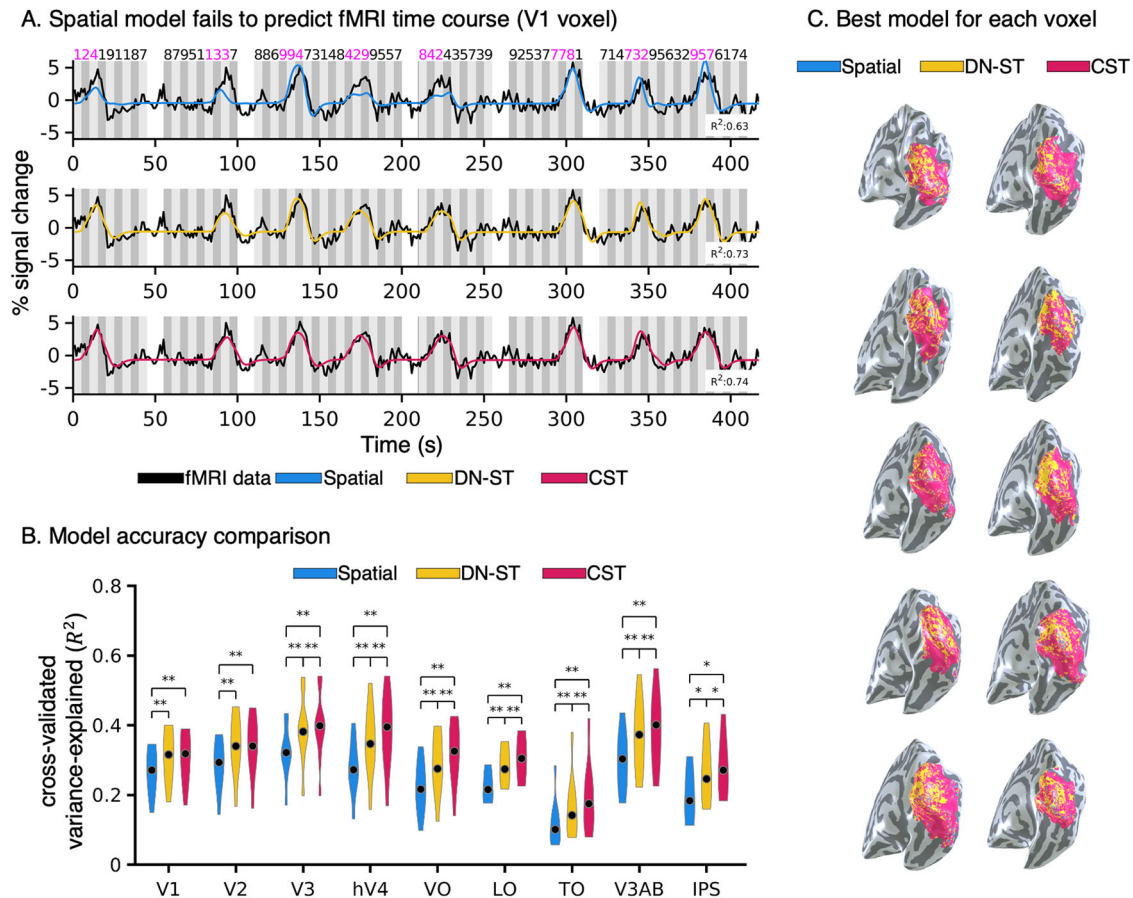 A. Spatial model fails to predict fMRI time course (V1 voxel)
124191187 879511337 886994731484299557 842435739 925377781 714732956329576174
5
0
-5
R²:0.63
0 50 100 150 200 250 300 350 400
% signal change
5
0
-5
R²:0.73
0 50 100 150 200 250 300 350 400
5
0
-5
R²:0.74
0 50 100 150 200 250 300 350 400
Time (s)
fMRI data Spatial DN-ST CST
B. Model accuracy comparison
Spatial DN-ST CST
cross-validated
variance-explained (R²)
0.8
0.6
0.4
0.2
0
** ** ** ** ** ** ** ** *
** ** ** ** ** ** ** ** ** ** ** ** ** ** * *
V1 V2 V3 hV4 VO LO TO V3AB IPS
C. Best model for each voxel
Spatial DN-ST CST